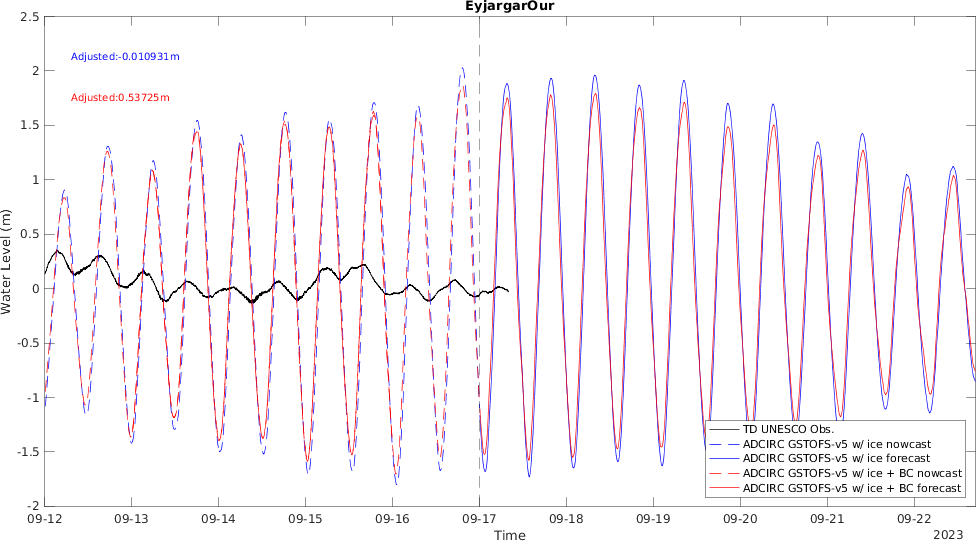 EyjargarOur
2.5
2
1.5
1
0.5
0
-0.5
-1
-1.5
-2
Water Level (m)
Adjusted:-0.010931m
Adjusted:0.53725m
TD UNESCO Obs.
ADCIRC GSTOFS-v5 w/ ice nowcast
ADCIRC GSTOFS-v5 w/ ice forecast
ADCIRC GSTOFS-v5 w/ ice + BC nowcast
ADCIRC GSTOFS-v5 w/ ice + BC forecast
09-12 09-13 09-14 09-15 09-16 09-17 09-18 09-19 09-20 09-21 09-22
Time
2023